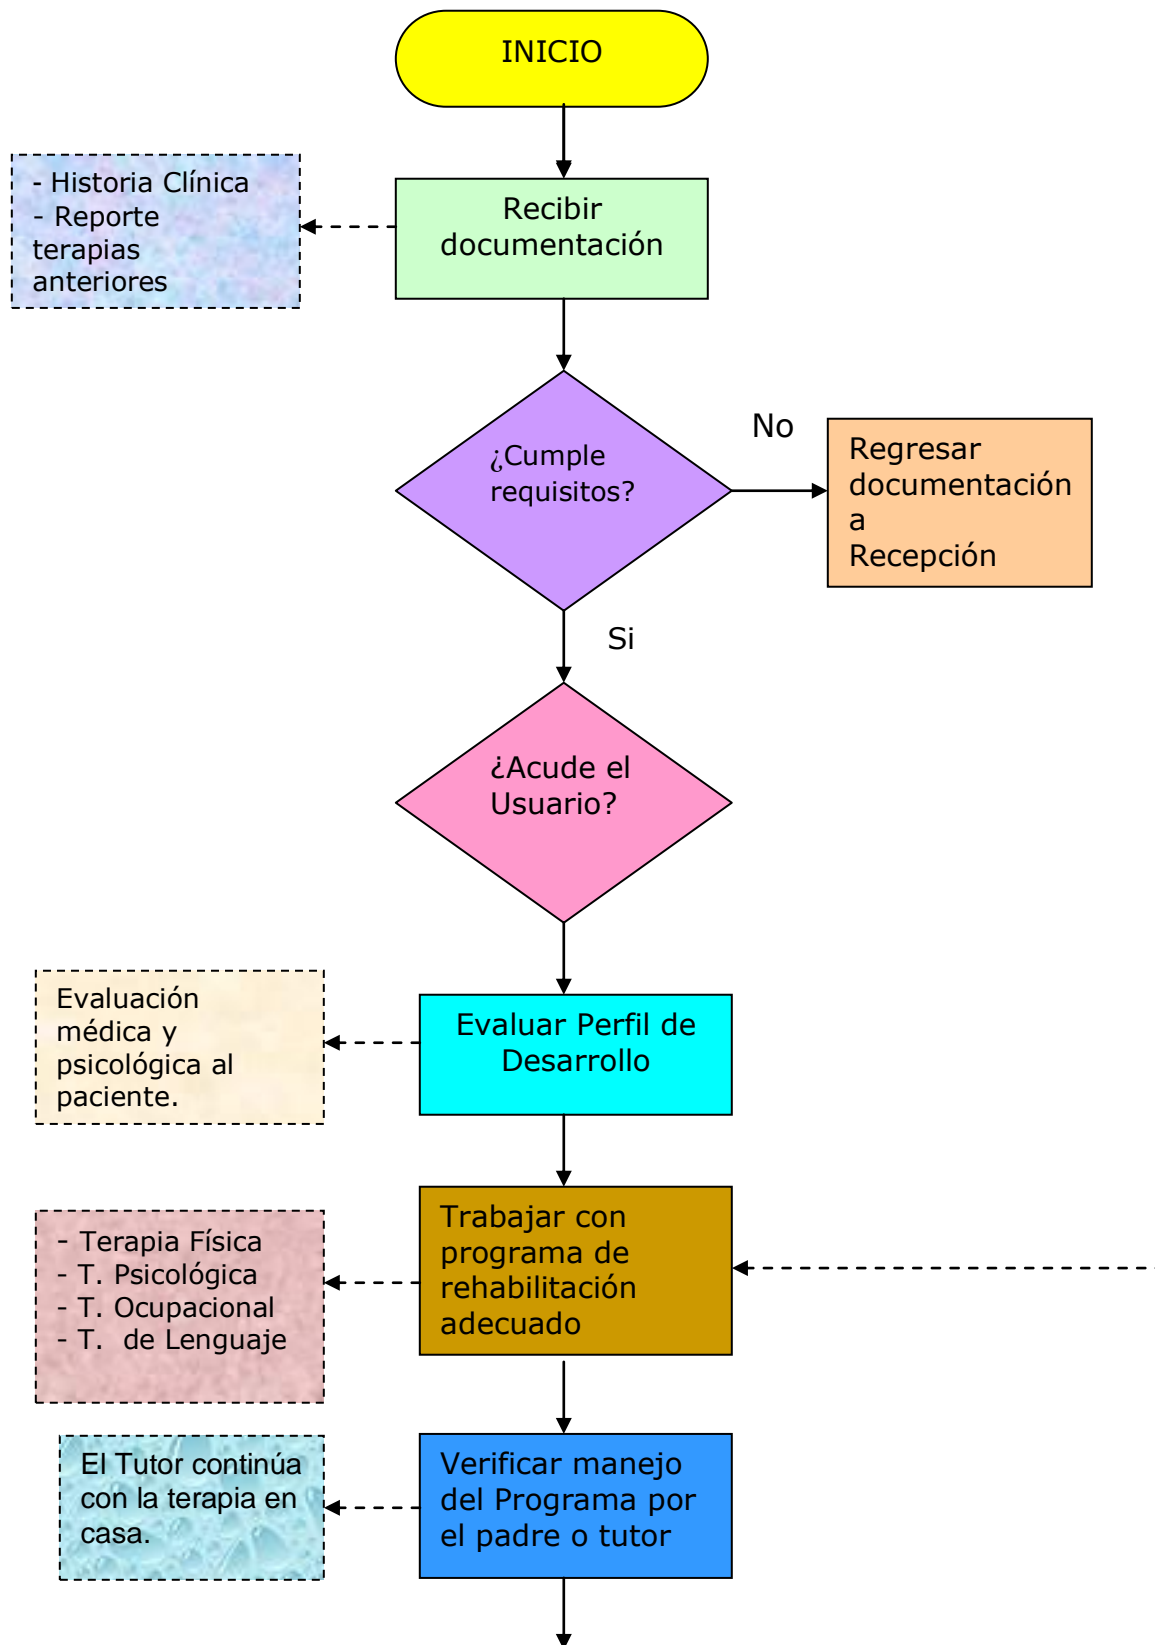 INICIO
- Historia Clínica
- Reporte
terapias
anteriores
Recibir
documentación
¿Cumple
requisitos?
No
Regresar
documentación
a
Recepción
Si
¿Acude el
Usuario?
Evaluación
médica y
psicológica al
paciente.
Evaluar Perfil de
Desarrollo
- Terapia Física
- T. Psicológica
- T. Ocupacional
- T.  de Lenguaje
Trabajar con
programa de
rehabilitación
adecuado
El Tutor continúa
con la terapia en
casa.
Verificar manejo
del Programa por
el padre o tutor